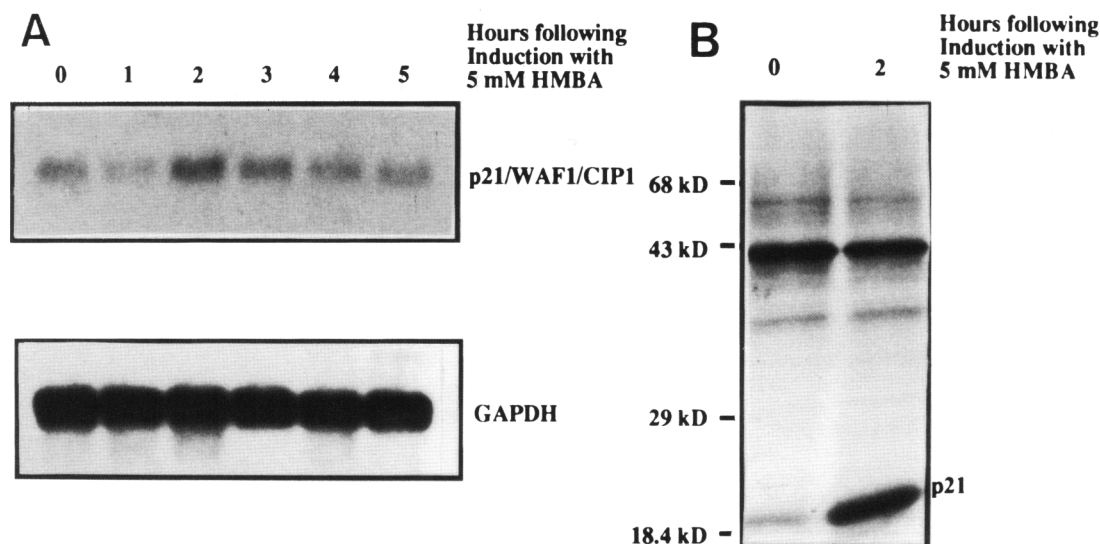 A
Hours following
Induction with
0 1 2 3 4 5 5 mM HMBA
p21/WAF1/CIP1
GAPDH
B
Hours following
Induction with
0 2 5 mM HMBA
68 kD
43 kD
29 kD
p21
18.4 kD